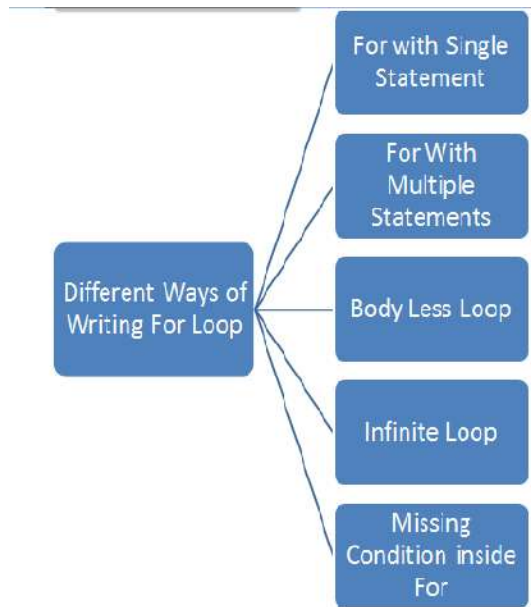 Different Ways of
Writing For Loop
For with Single
Statement
For With
Multiple
Statements
Body Less Loop
Infinite Loop
Missing
Condition inside
For